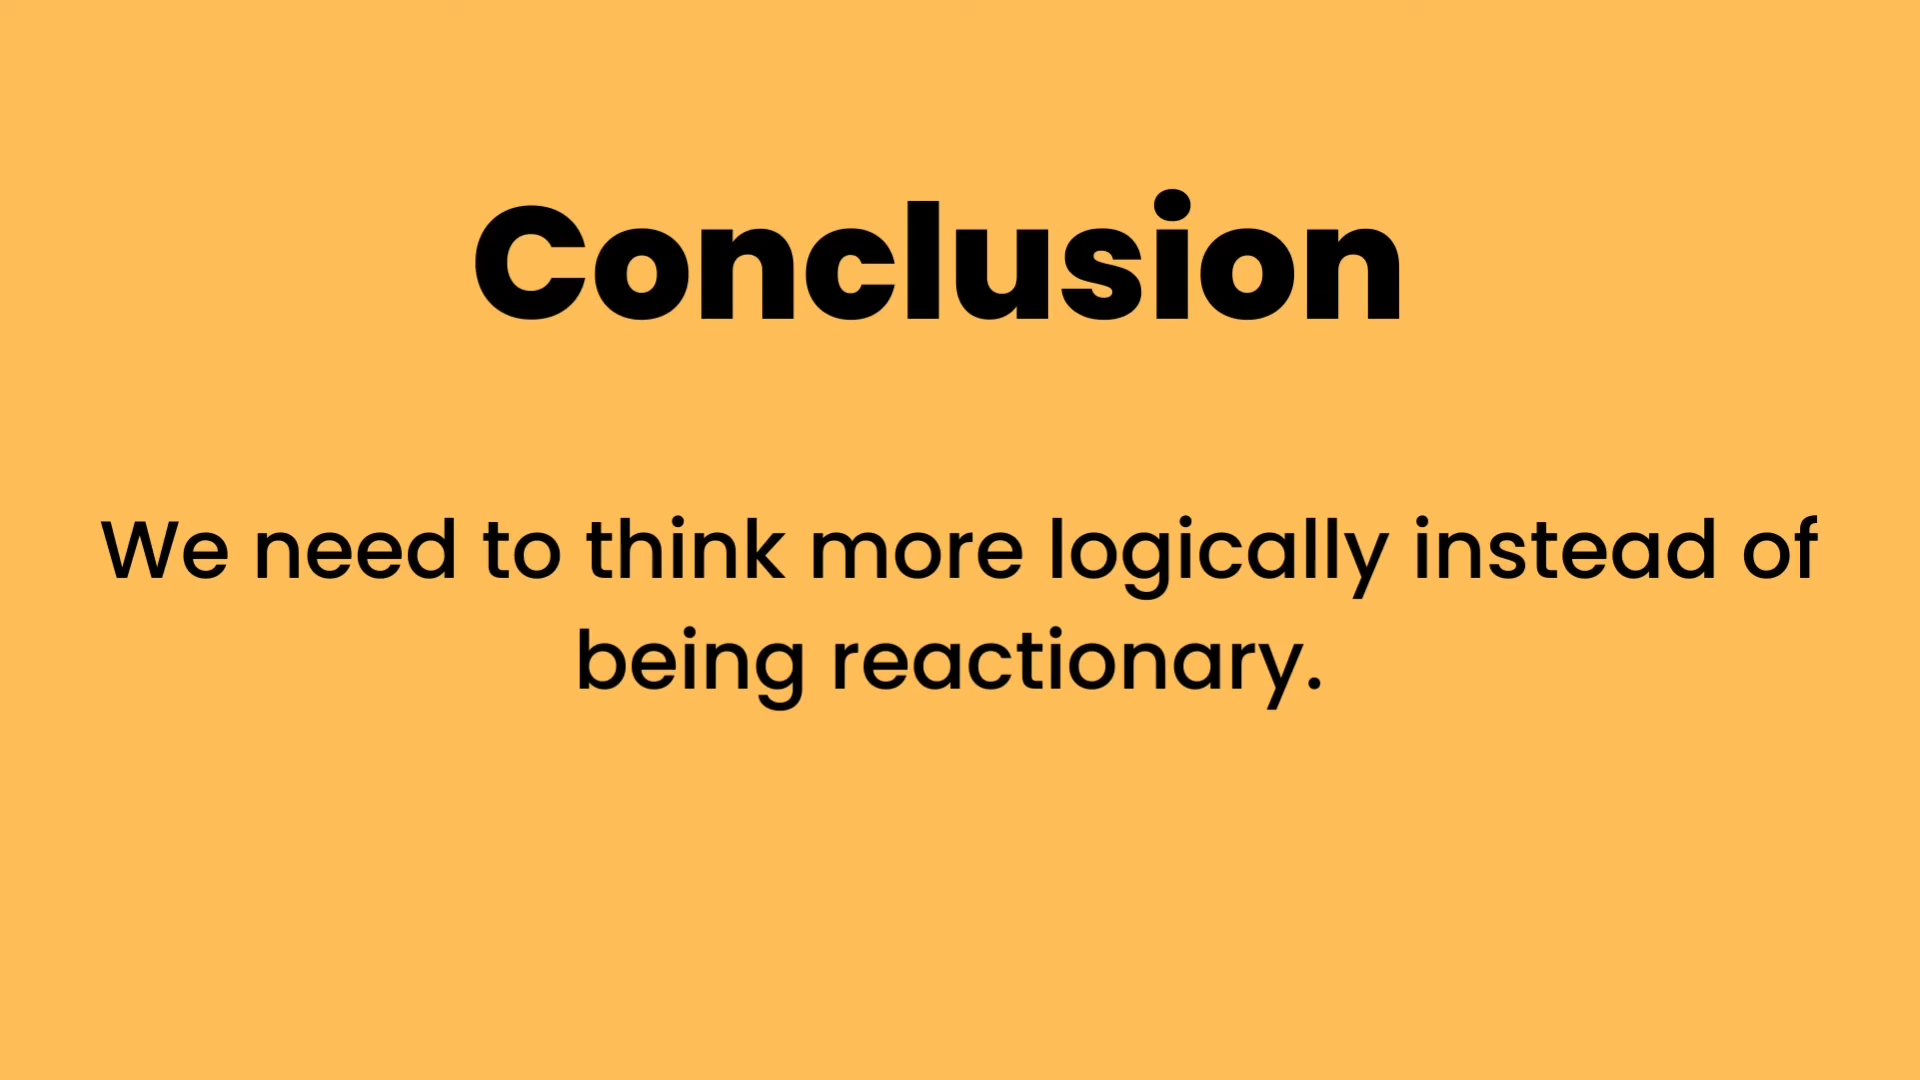 Conclusion
We need to think more logically instead of
being reactionary.